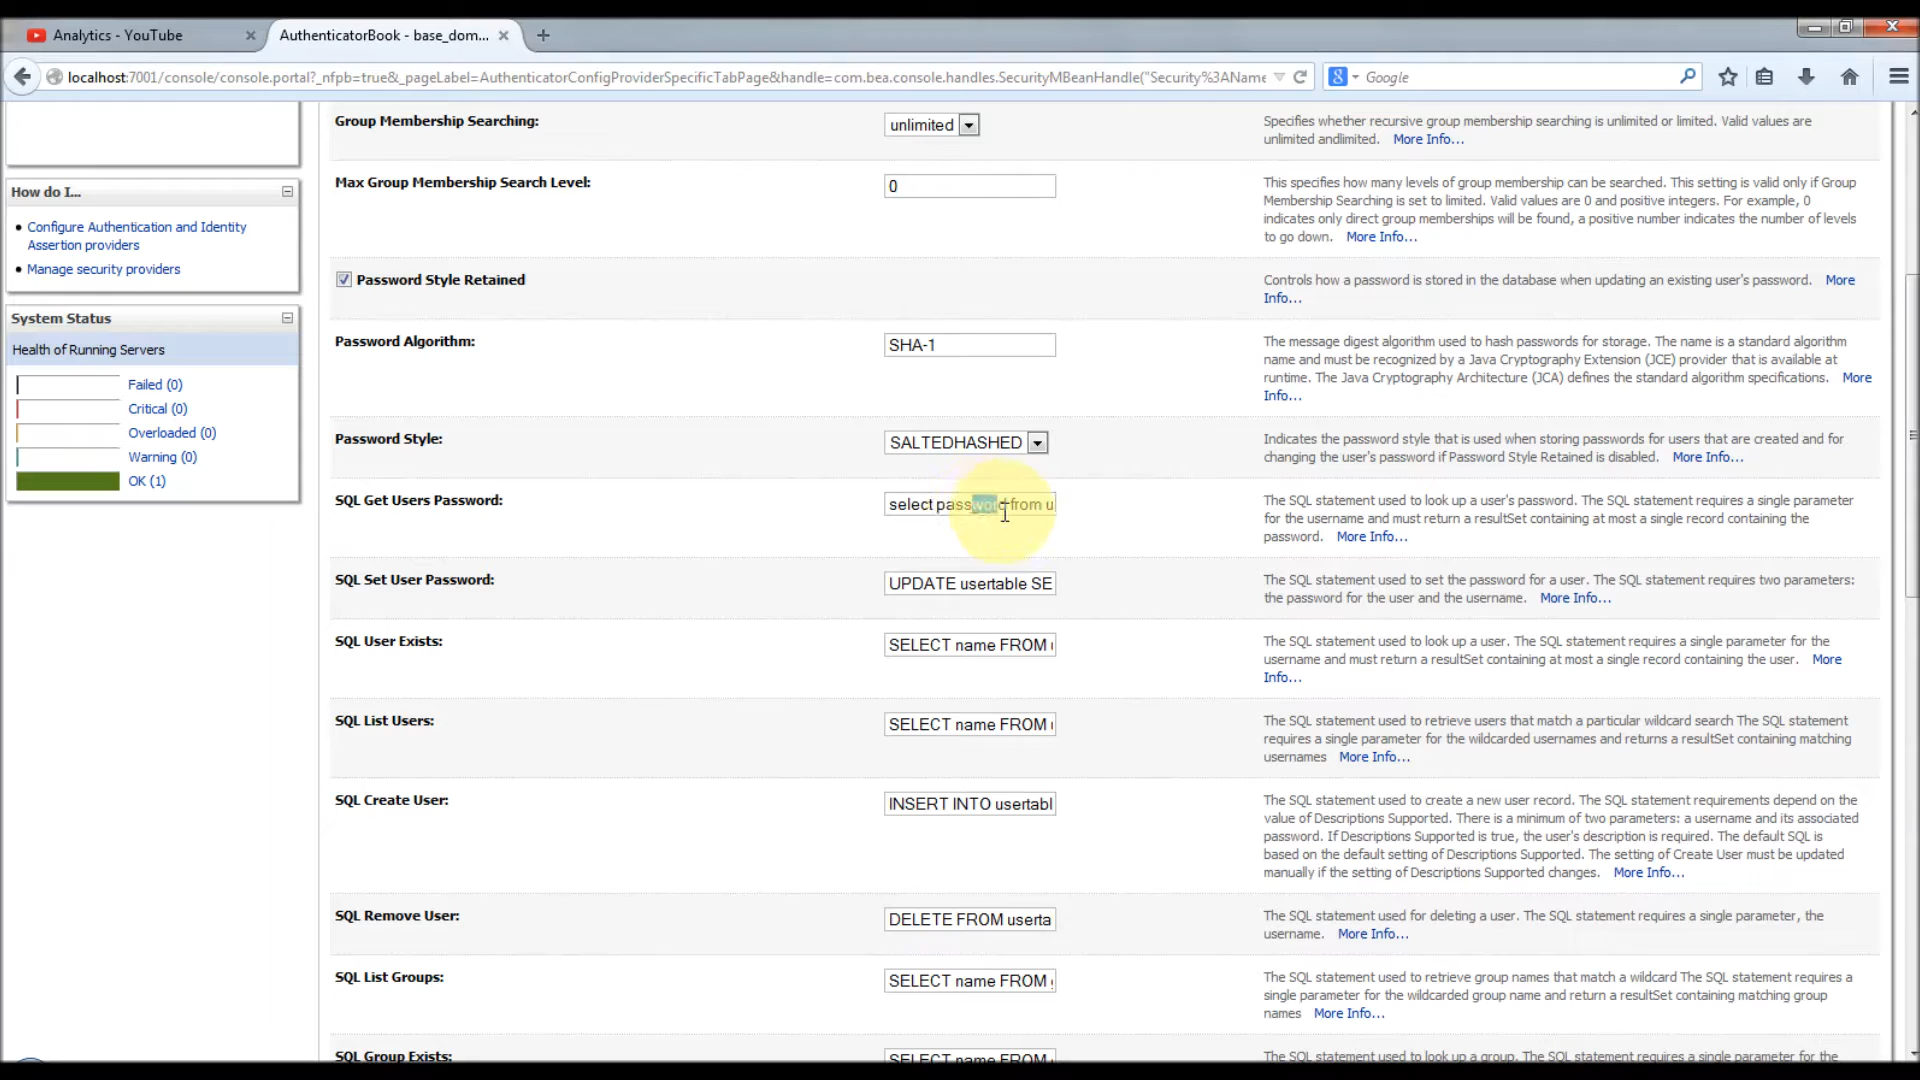 Analytics - YouTube
AuthenticatorBook - base_dom...
localhost:7001/console/console.portal?_nfpb=true&_pageLabel=AuthenticatorConfigProviderSpecificTabPage&handle=com.bea.console.handles.SecurityMBeanHandle("Security%3AName
Google
How do I...
Configure Authentication and Identity
Assertion providers
Manage security providers
System Status
Health of Running Servers
Failed (0)
Critical (0)
Overloaded (0)
Warning (0)
OK (1)
Group Membership Searching:
unlimited
Specifies whether recursive group membership searching is unlimited or limited. Valid values are
unlimited andlimited. More Info...
Max Group Membership Search Level:
0
This specifies how many levels of group membership can be searched. This setting is valid only if Group
Membership Searching is set to limited. Valid values are 0 and positive integers. For example, 0
indicates only direct group memberships will be found, a positive number indicates the number of levels
to go down. More Info...
Password Style Retained
Controls how a password is stored in the database when updating an existing user's password. More
Info...
Password Algorithm:
SHA-1
The message digest algorithm used to hash passwords for storage. The name is a standard algorithm
name and must be recognized by a Java Cryptography Extension (JCE) provider that is available at
runtime. The Java Cryptography Architecture (JCA) defines the standard algorithm specifications. More
Info...
Password Style:
SALTEDHASHED
Indicates the password style that is used when storing passwords for users that are created and for
changing the user's password if Password Style Retained is disabled. More Info...
SQL Get Users Password:
select password from u
The SQL statement used to look up a user's password. The SQL statement requires a single parameter
for the username and must return a resultSet containing at most a single record containing the
password. More Info...
SQL Set User Password:
UPDATE usertable SE
The SQL statement used to set the password for a user. The SQL statement requires two parameters:
the password for the user and the username. More Info...
SQL User Exists:
SELECT name FROM
The SQL statement used to look up a user. The SQL statement requires a single parameter for the
username and must return a resultSet containing at most a single record containing the user. More
Info...
SQL List Users:
SELECT name FROM
The SQL statement used to retrieve users that match a particular wildcard search The SQL statement
requires a single parameter for the wildcarded usernames and returns a resultSet containing matching
usernames More Info...
SQL Create User:
INSERT INTO usertabl
The SQL statement used to create a new user record. The SQL statement requirements depend on the
value of Descriptions Supported. There is a minimum of two parameters: a username and its associated
password. If Descriptions Supported is true, the user's description is required. The default SQL is
based on the default setting of Descriptions Supported. The setting of Create User must be updated
manually if the setting of Descriptions Supported changes. More Info...
SQL Remove User:
DELETE FROM userta
The SQL statement used for deleting a user. The SQL statement requires a single parameter, the
username. More Info...
SQL List Groups:
SELECT name FROM
The SQL statement used to retrieve group names that match a wildcard The SQL statement requires a
single parameter for the wildcarded group name and return a resultSet containing matching group
names More Info...
SQL Group Exists:
SELECT name FROM
The SQL statement used to look up a group. The SQL statement requires a single parameter for the